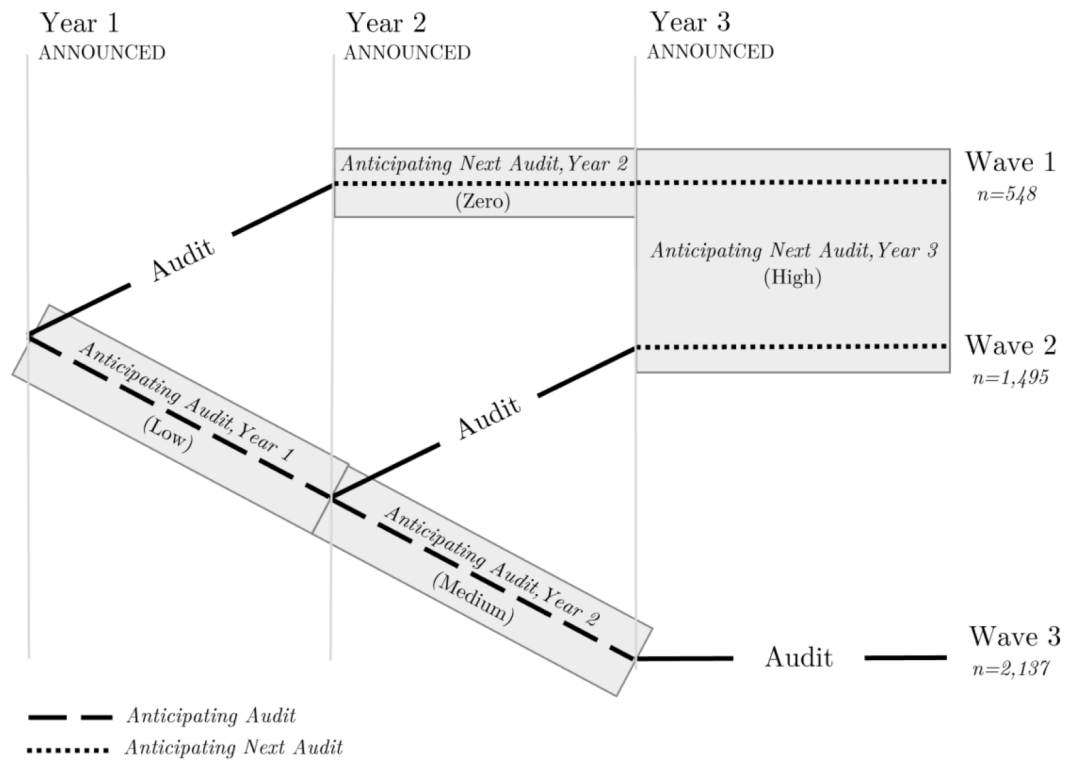 Year 1
ANNOUNCED
Year 2
ANNOUNCED
Year 3
ANNOUNCED
Anticipating Next Audit, Year 2
(Zero)
Wave 1
n=548
Audit
Anticipating Next Audit, Year 3
(High)
Anticipating Audit, Year 1
(Low)
Wave 2
n=1,495
Audit
Anticipating Audit, Year 2
(Medium)
Audit
Wave 3
n=2,137
Anticipating Audit
Anticipating Next Audit